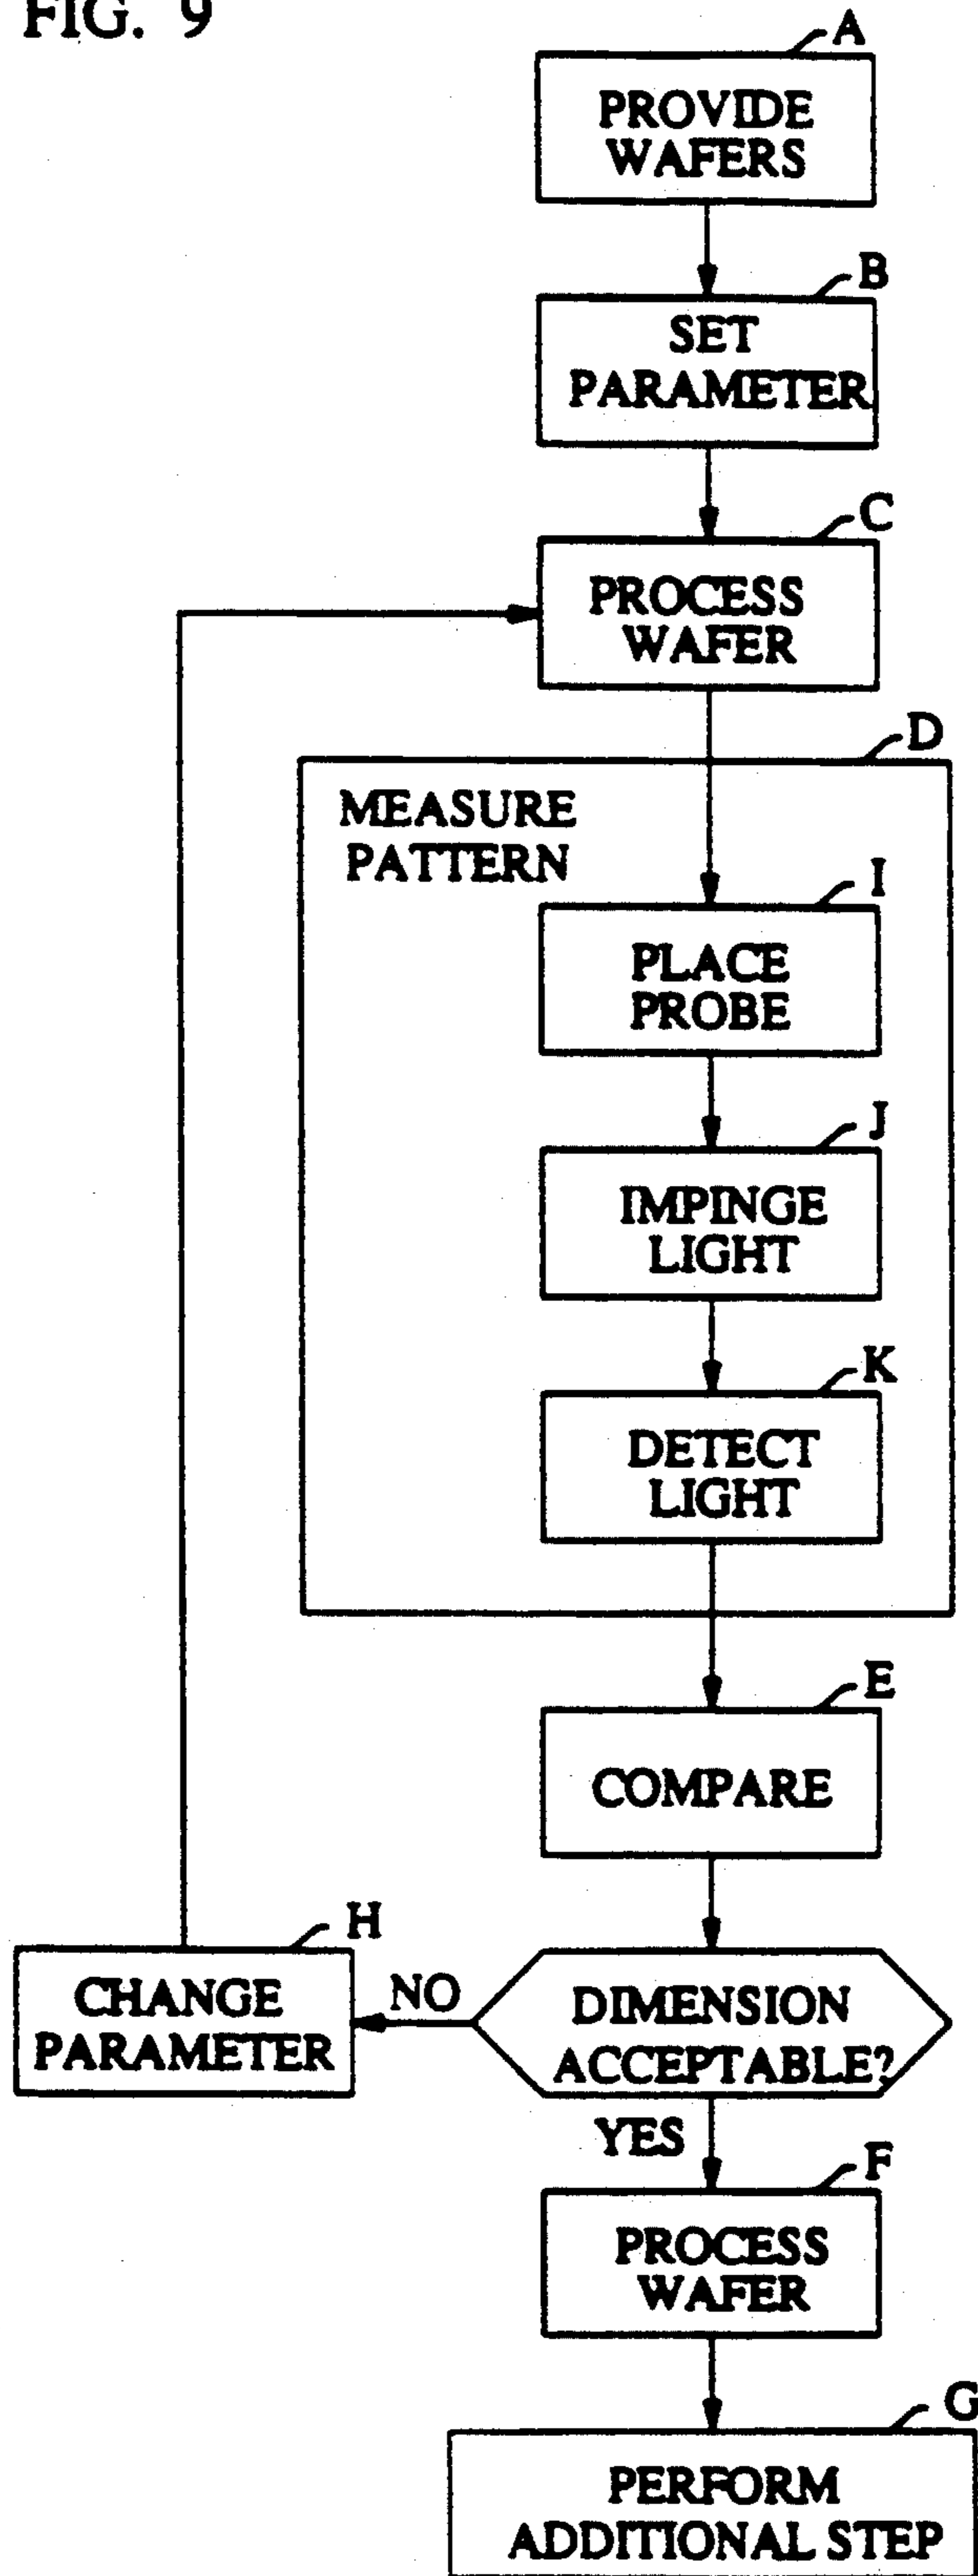 FIG. 9
A
PROVIDE
WAFERS
B
SET
PARAMETER
C
PROCESS
WAFER
D
MEASURE
PATTERN
I
PLACE
PROBE
J
IMPINGE
LIGHT
K
DETECT
LIGHT
E
COMPARE
H
CHANGE
PARAMETER
NO
DIMENSION
ACCEPTABLE?
YES
F
PROCESS
WAFER
G
PERFORM
ADDITIONAL STEP